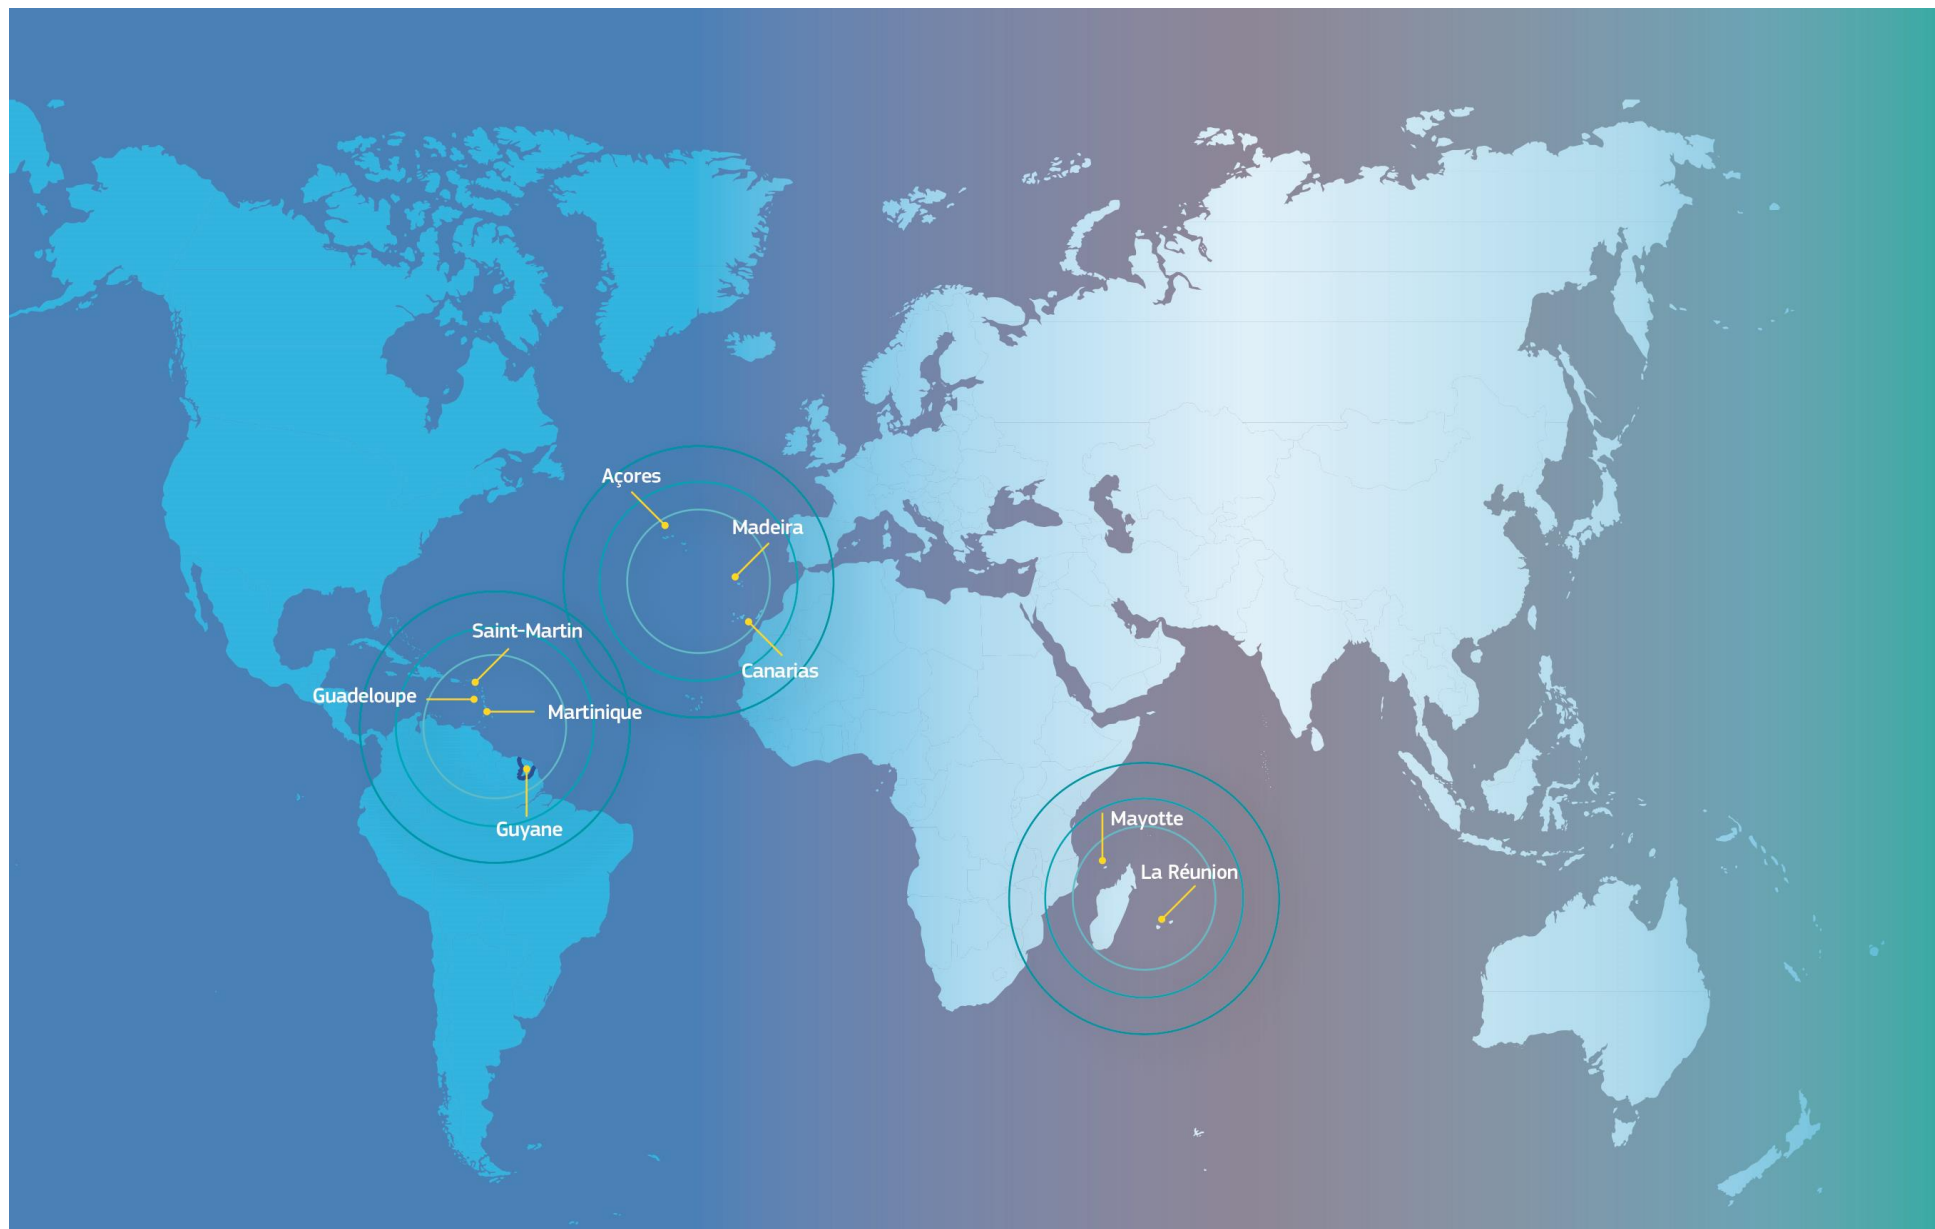 Açores
Madeira
Saint-Martin
Canarias
Guadeloupe
Martinique
Guyane
Mayotte
La Réunion